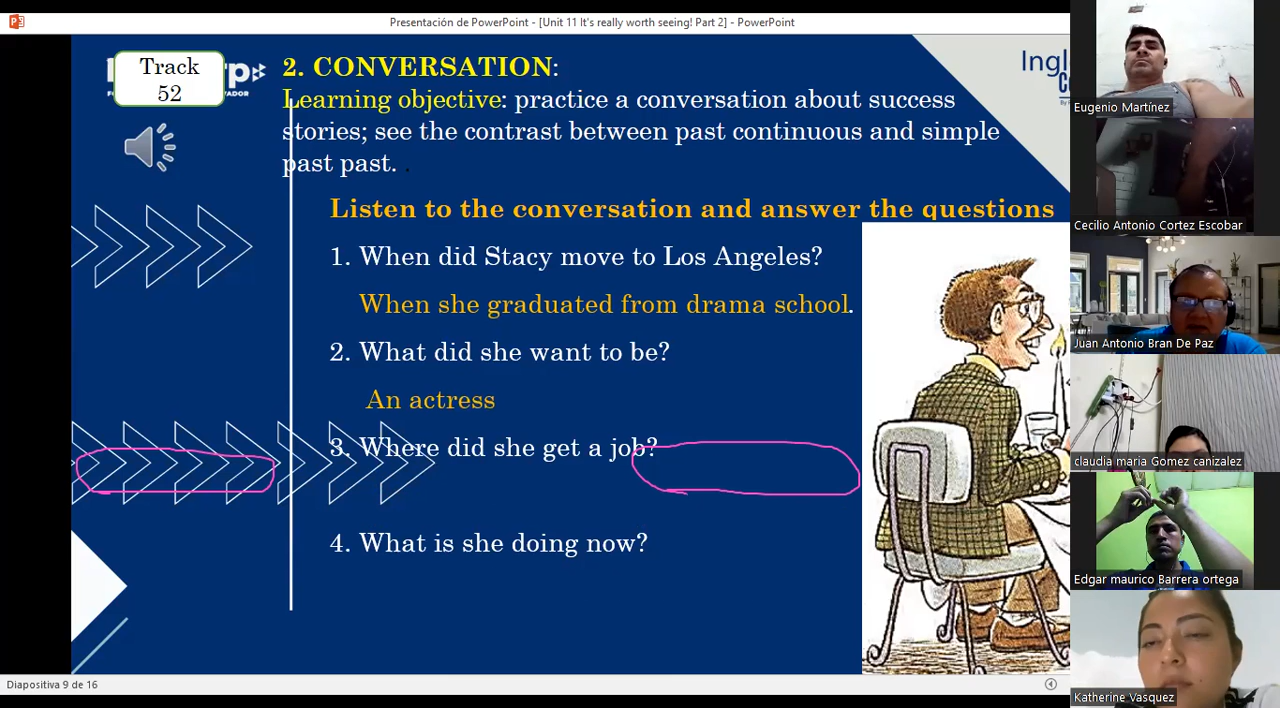 Presentación de PowerPoint - [Unit 11 It's really worth seeing! Part 2] - PowerPoint
Track
52
2. CONVERSATION:
Learning objective: practice a conversation about success
stories; see the contrast between past continuous and simple
past past. .
Listen to the conversation and answer the questions
1. When did Stacy move to Los Angeles?
When she graduated from drama school.
2. What did she want to be?
An actress
3. Where did she get a job?
4. What is she doing now?
Diapositiva 9 de 16
Eugenio Martínez
Cecilio Antonio Cortez Escobar
Juan Antonio Bran De Paz
claudia maria Gomez canizalez
Edgar maurico Barrera ortega
Katherine Vasquez